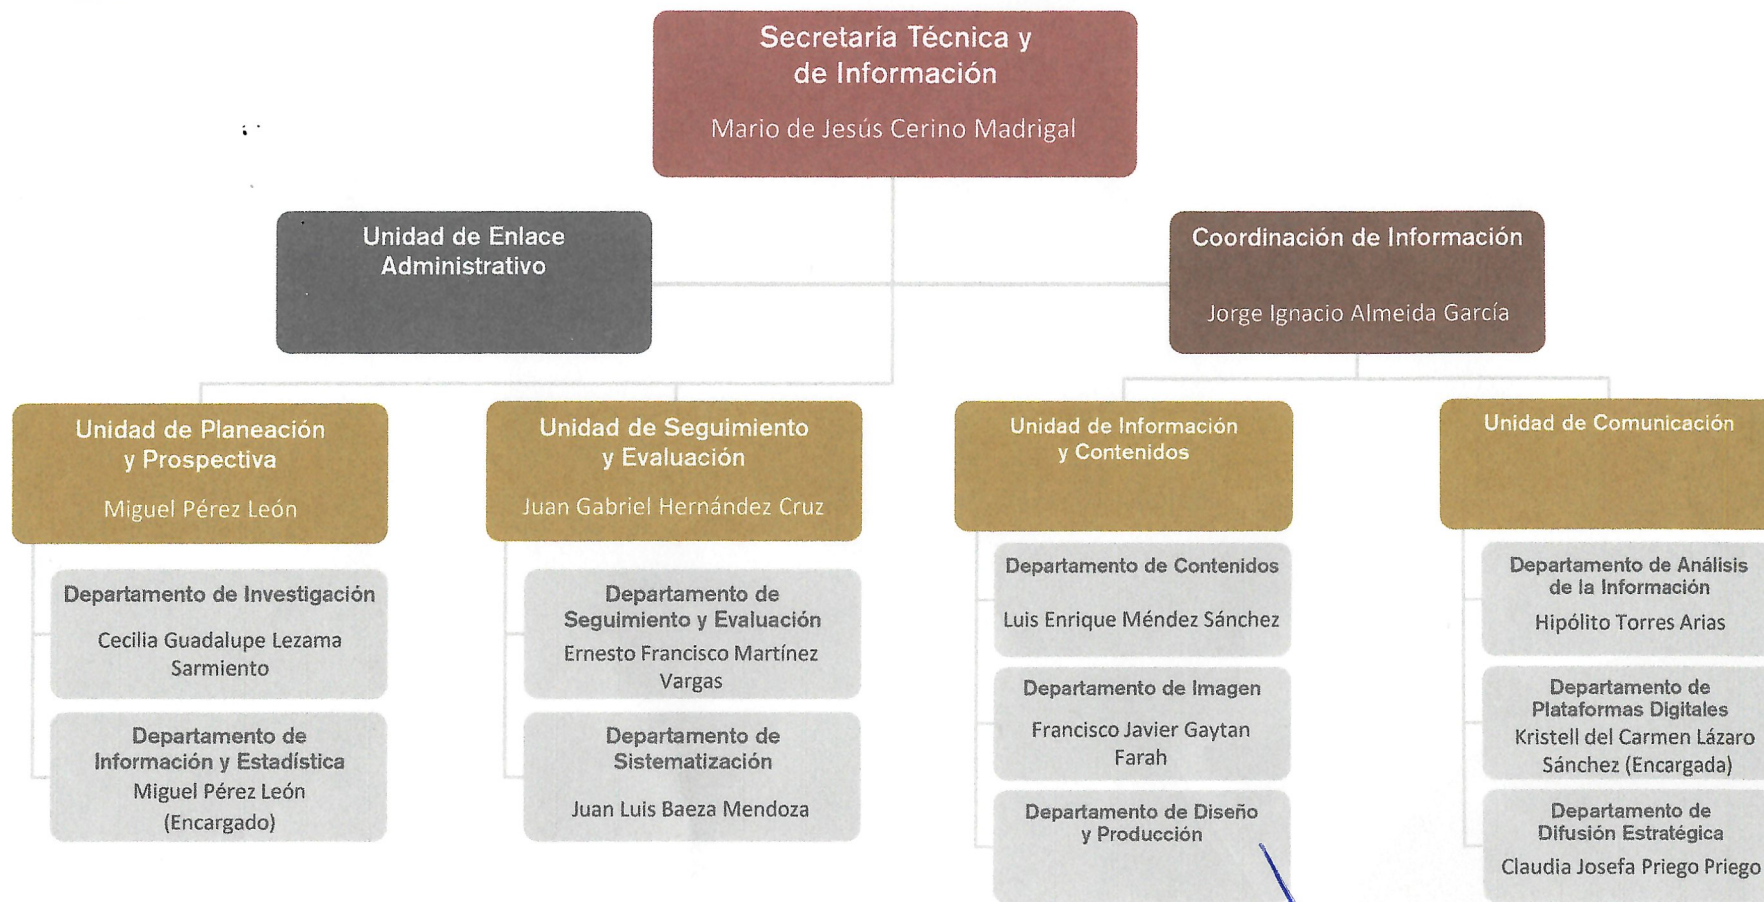 Secretaría Técnica y
de Información
Mario de Jesús Cerino Madrigal
Unidad de Enlace
Administrativo
Coordinación de Información
Jorge Ignacio Almeida García
Unidad de Planeación
y Prospectiva
Miguel Pérez León
Unidad de Seguimiento
y Evaluación
Juan Gabriel Hernández Cruz
Unidad de Información
y Contenidos
Unidad de Comunicación
Departamento de Investigación
Cecilia Guadalupe Lezama
Sarmiento
Departamento de
Información y Estadística
Miguel Pérez León
(Encargado)
Departamento de
Seguimiento y Evaluación
Ernesto Francisco Martínez
Vargas
Departamento de
Sistematización
Juan Luis Baeza Mendoza
Departamento de Contenidos
Luis Enrique Méndez Sánchez
Departamento de Imagen
Francisco Javier Gaytan
Farah
Departamento de Diseño
y Producción
Departamento de Análisis
de la Información
Hipólito Torres Arias
Departamento de
Plataformas Digitales
Kristell del Carmen Lázaro
Sánchez (Encargada)
Departamento de
Difusión Estratégica
Claudia Josefa Priego Priego